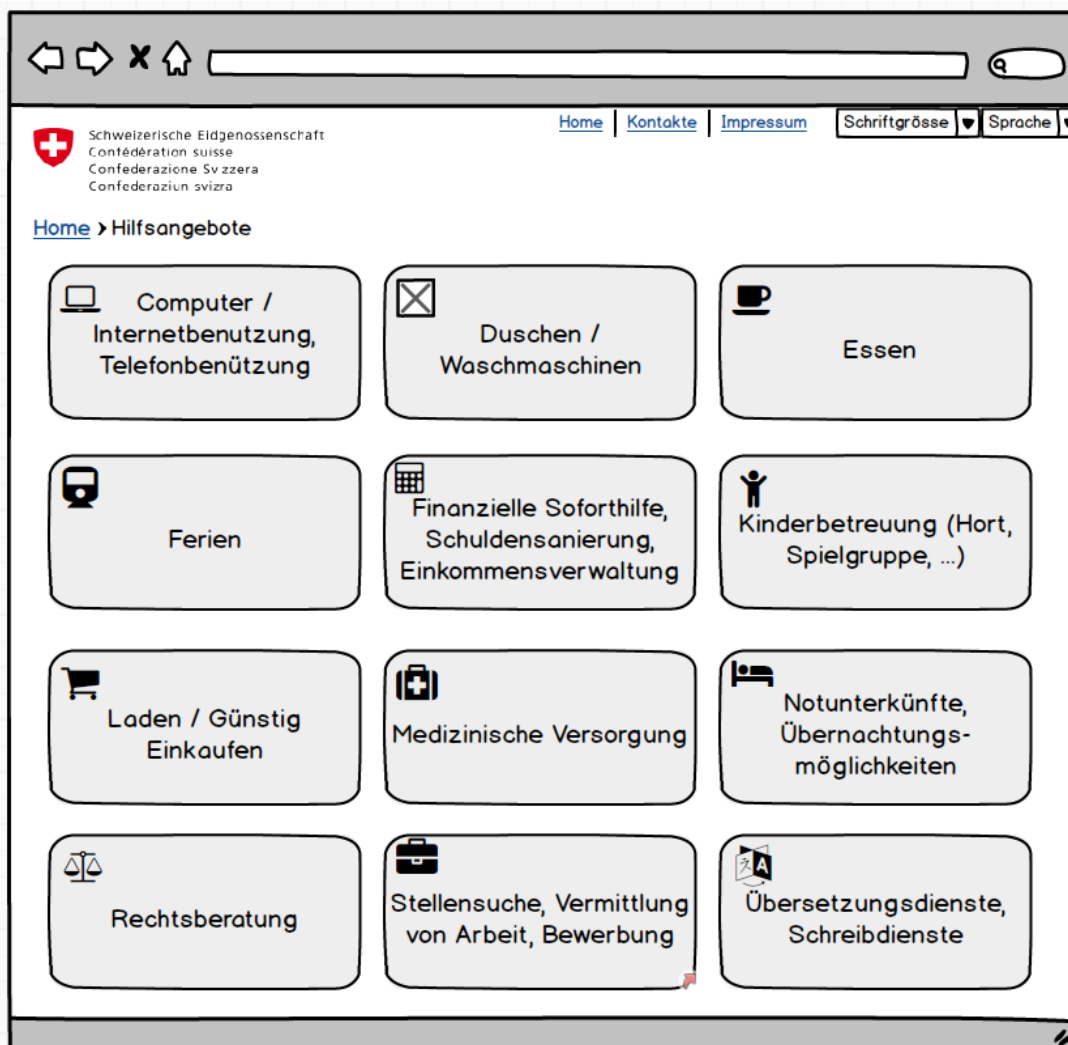 Home | Kontakte | Impressum Schriftgrösse Sprache
Schweizerische Eidgenossenschaft
Confédération suisse
Confederazione Svizzera
Confederaziun svizra
Home › Hilfsangebote
Computer /
Internetbenutzung,
Telefonbenützung
Duschen /
Waschmaschinen
Essen
Ferien
Finanzielle Soforthilfe,
Schuldensanierung,
Einkommensverwaltung
Kinderbetreuung (Hort,
Spielgruppe, ...)
Laden / Günstig
Einkaufen
Medizinische Versorgung
Notunterkünfte,
Übernachtungs-
möglichkeiten
Rechtsberatung
Stellensuche, Vermittlung
von Arbeit, Bewerbung
A
Übersetzungsdienste,
Schreibdienste